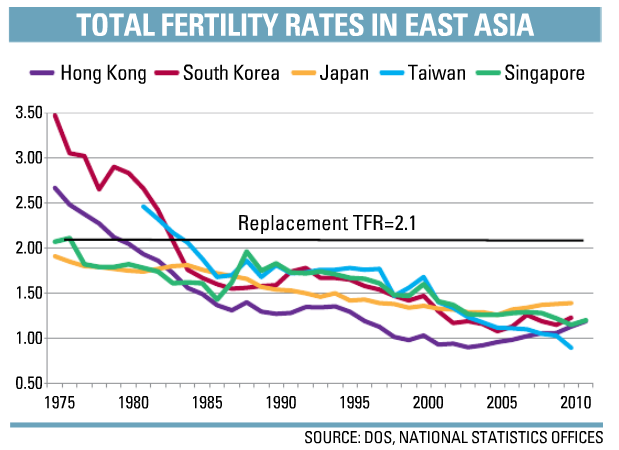 TOTAL FERTILITY RATES IN EAST ASIA
Hong Kong South Korea Japan Taiwan Singapore
3.50
3.00
2.50
Replacement TFR=2.1
2.00
1.50
1.00
0.50
1975 1980 1985 1990 1995 2000 2005 2010
SOURCE: DOS, NATIONAL STATISTICS OFFICES